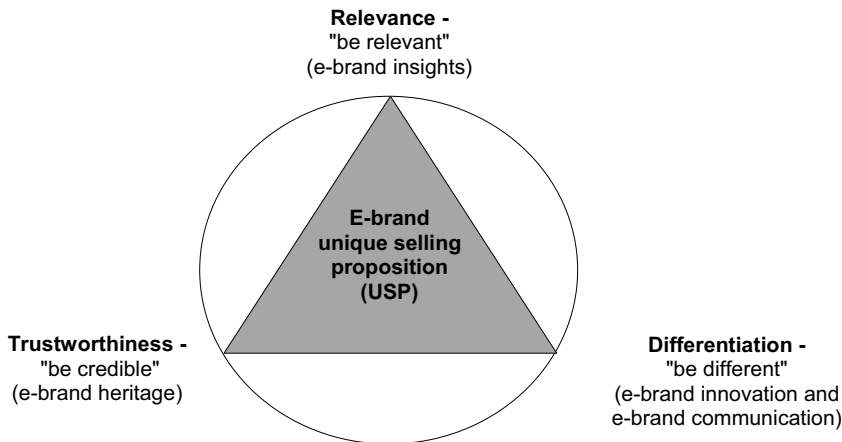 Relevance -
"be relevant"
(e-brand insights)
E-brand
unique selling
proposition
(USP)
Trustworthiness -
"be credible"
(e-brand heritage)
Differentiation -
"be different"
(e-brand innovation and
e-brand communication)